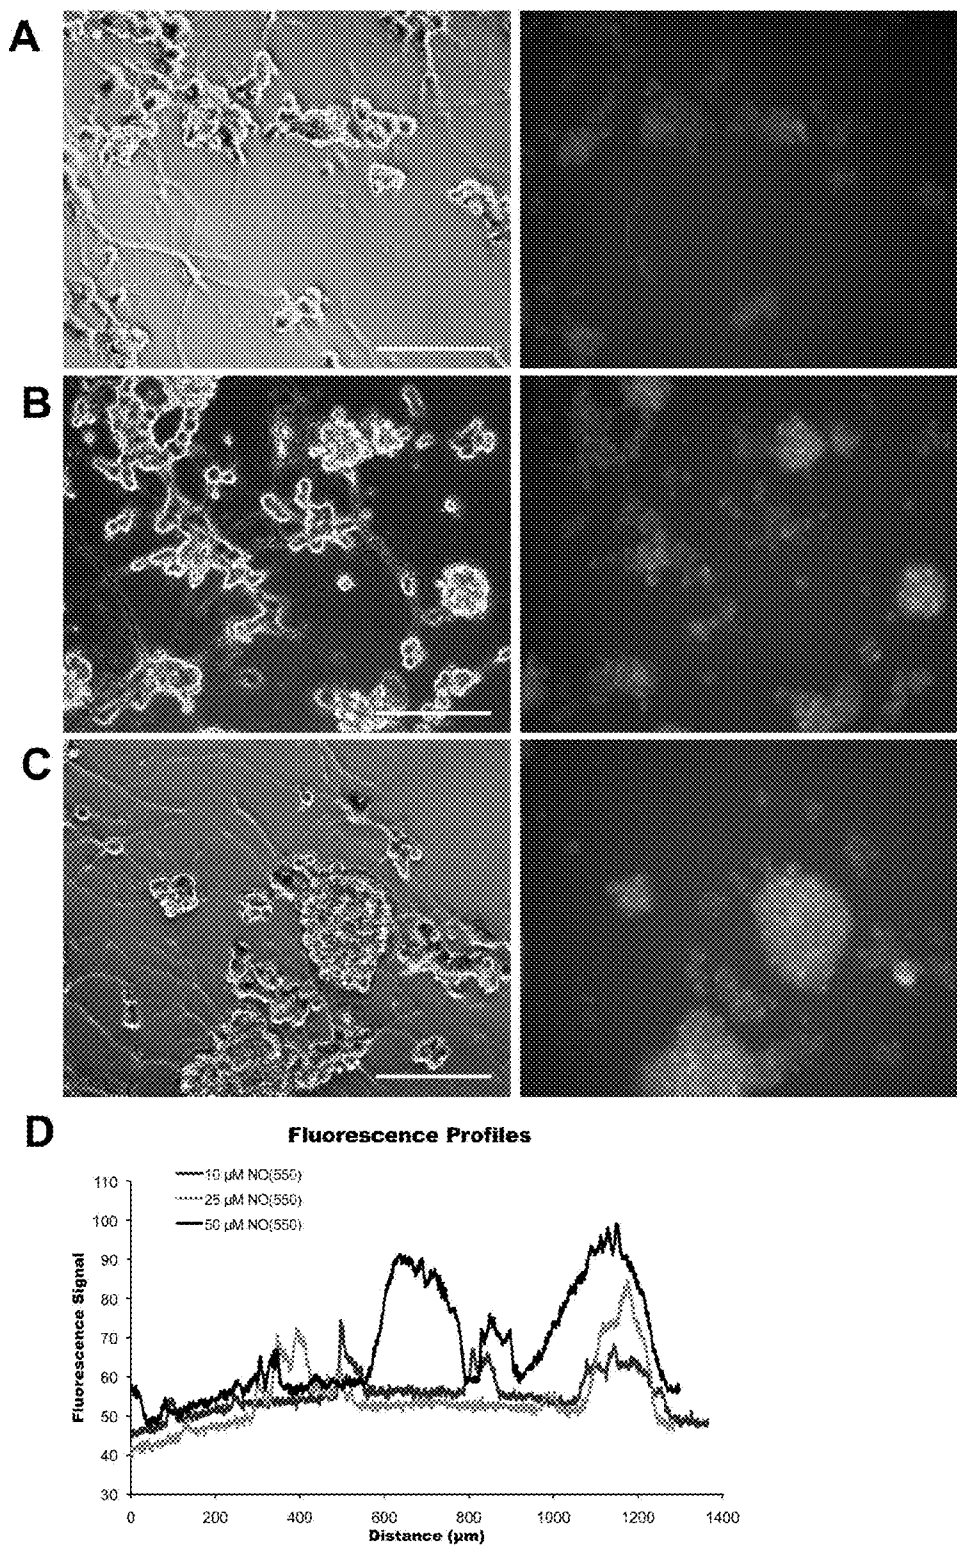 A
B
C
D
Fluorescence Profiles
10 µM NO(550)
25 µM NO(550)
50 µM NO(550)
110
100
90
80
70
60
50
40
30
Fluorescence Signal
0 200 400 600 800 1000 1200 1400
Distance (µm)